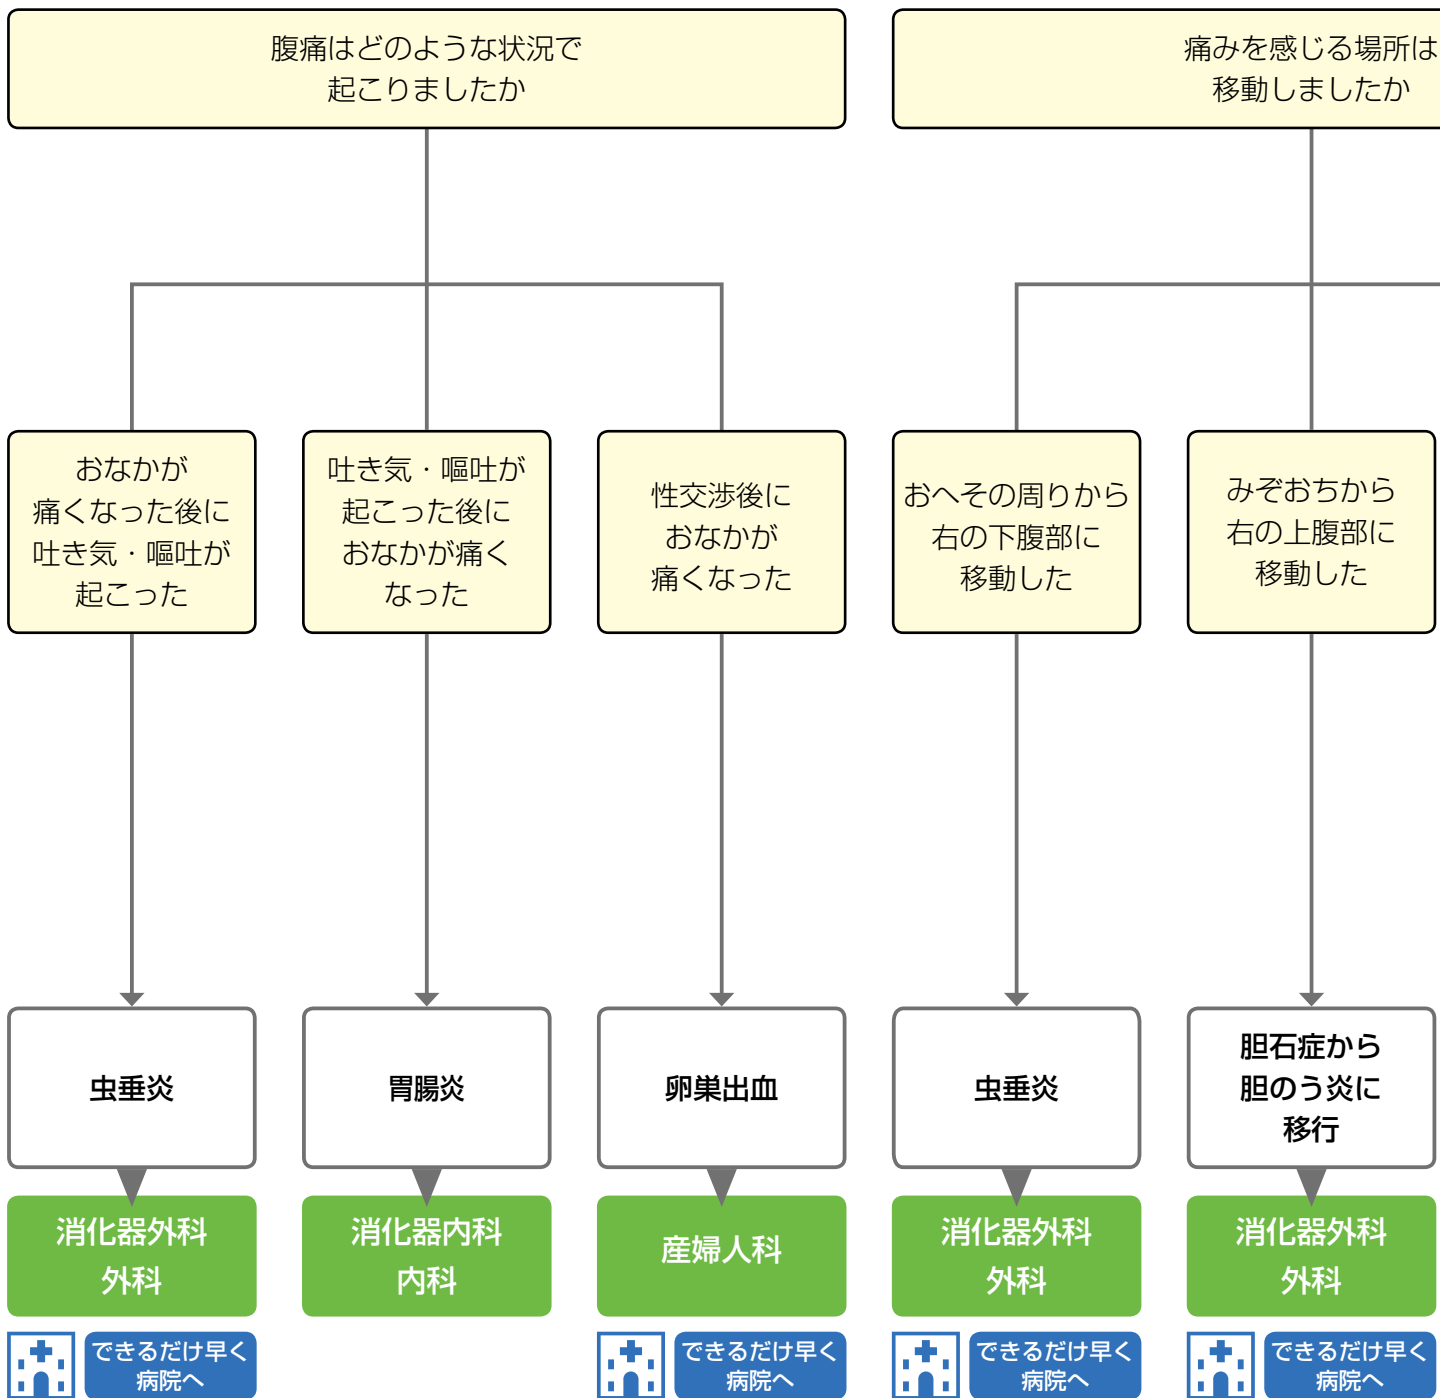 腹痛はどのような状況で
起こりましたか
痛みを感じる場所は
移動しましたか
おなかが
痛くなった後に
吐き気・嘔吐が
起こった
吐き気・嘔吐が
起こった後に
おなかが痛く
なった
性交渉後に
おなかが
痛くなった
おへその周りから
右の下腹部に
移動した
みぞおちから
右の上腹部に
移動した
虫垂炎
胃腸炎
卵巣出血
虫垂炎
胆石症から
胆のう炎に
移行
消化器外科
外科
消化器内科
内科
産婦人科
消化器外科
外科
消化器外科
外科
できるだけ早く
病院へ
できるだけ早く
病院へ
できるだけ早く
病院へ
できるだけ早く
病院へ